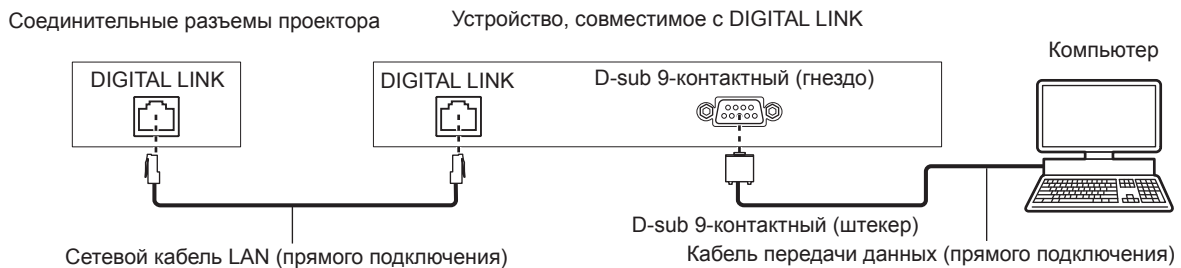 Соединительные разъемы проектора
Устройство, совместимое с DIGITAL LINK
Компьютер
DIGITAL LINK
DIGITAL LINK
D-sub 9-контактный (гнездо)
D-sub 9-контактный (штекер)
Сетевой кабель LAN (прямого подключения)
Кабель передачи данных (прямого подключения)